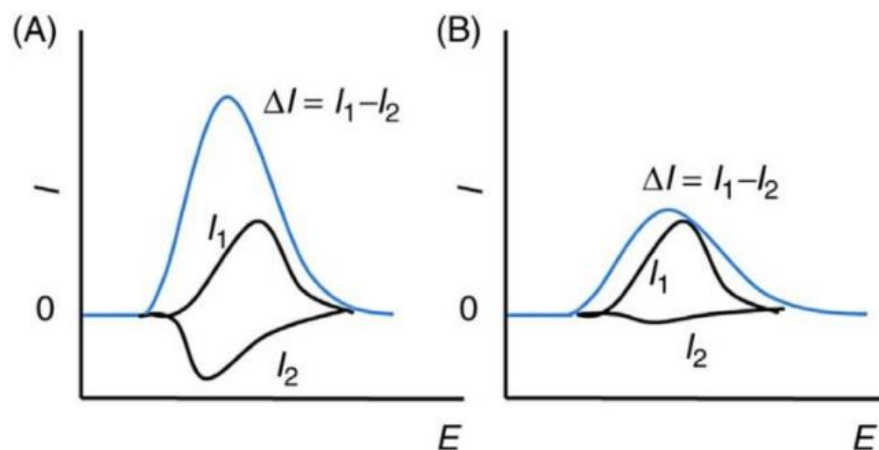 (A)
ΔI = I₁–I₂
I
I₁
0
I₂
E
(B)
ΔI = I₁–I₂
I
I₁
0
I₂
E